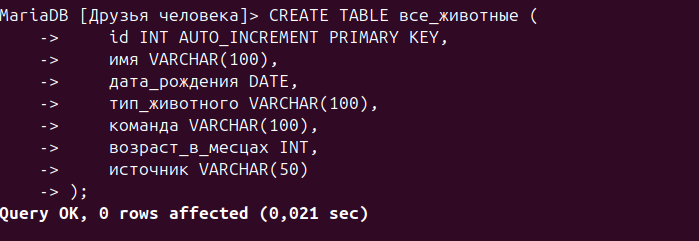 MariaDB [Друзья человека]> CREATE TABLE все_животные (
    ->     id INT AUTO_INCREMENT PRIMARY KEY,
    ->     имя VARCHAR(100),
    ->     дата_рождения DATE,
    ->     тип_животного VARCHAR(100),
    ->     команда VARCHAR(100),
    ->     возраст_в_месцах INT,
    ->     источник VARCHAR(50)
    -> );
Query OK, 0 rows affected (0,021 sec)